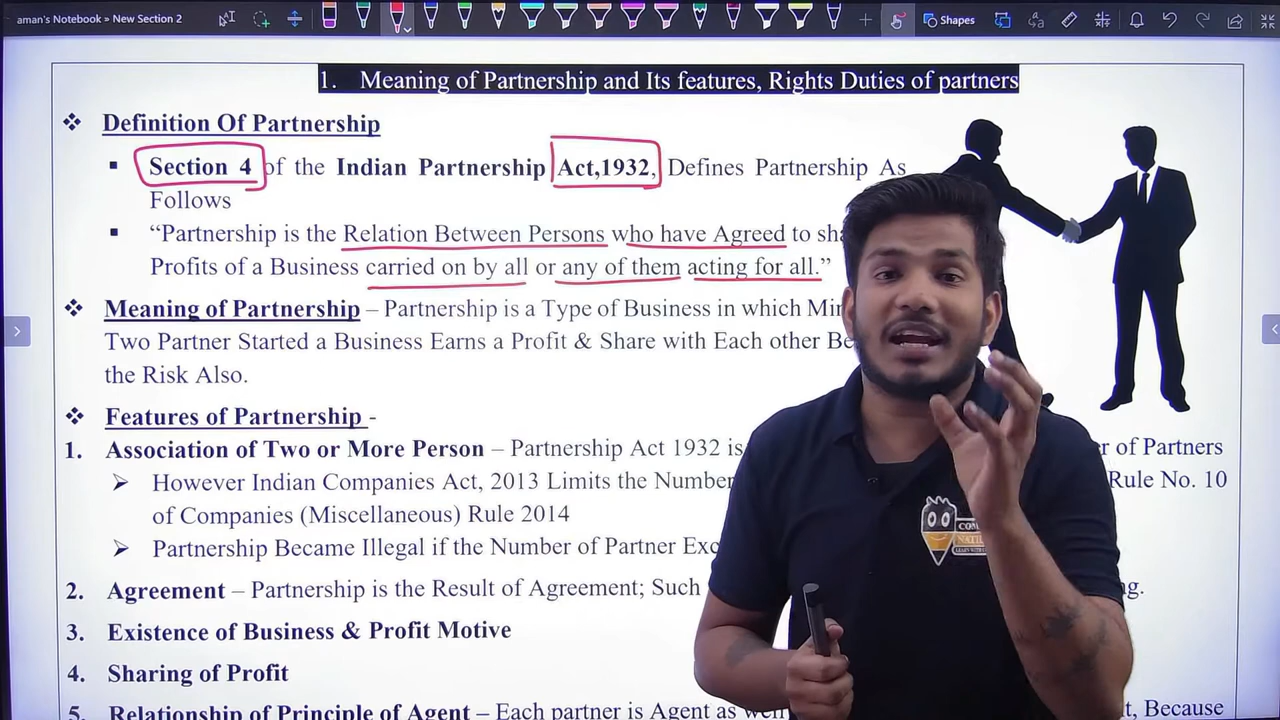 aman's Notebook » New Section 2
Shapes
1. Meaning of Partnership and Its features, Rights Duties of partners
Definition Of Partnership
Section 4 of the Indian Partnership Act,1932, Defines Partnership As
Follows
“Partnership is the Relation Between Persons who have Agreed to
Profits of a Business carried on by all or any of them acting for all.”
Meaning of Partnership – Partnership is a Type of Business in which
Two Partner Started a Business Earns a Profit & Share with Each other
the Risk Also.
Features of Partnership -
1. Association of Two or More Person – Partnership Act 1932 is of Partners
However Indian Companies Act, 2013 Limits the Number Rule No. 10
of Companies (Miscellaneous) Rule 2014
Partnership Became Illegal if the Number of Partner
2. Agreement – Partnership is the Result of Agreement; Such
3. Existence of Business & Profit Motive
4. Sharing of Profit
5. Relationship of Principle of Agent – Each partner is Agent as well Because